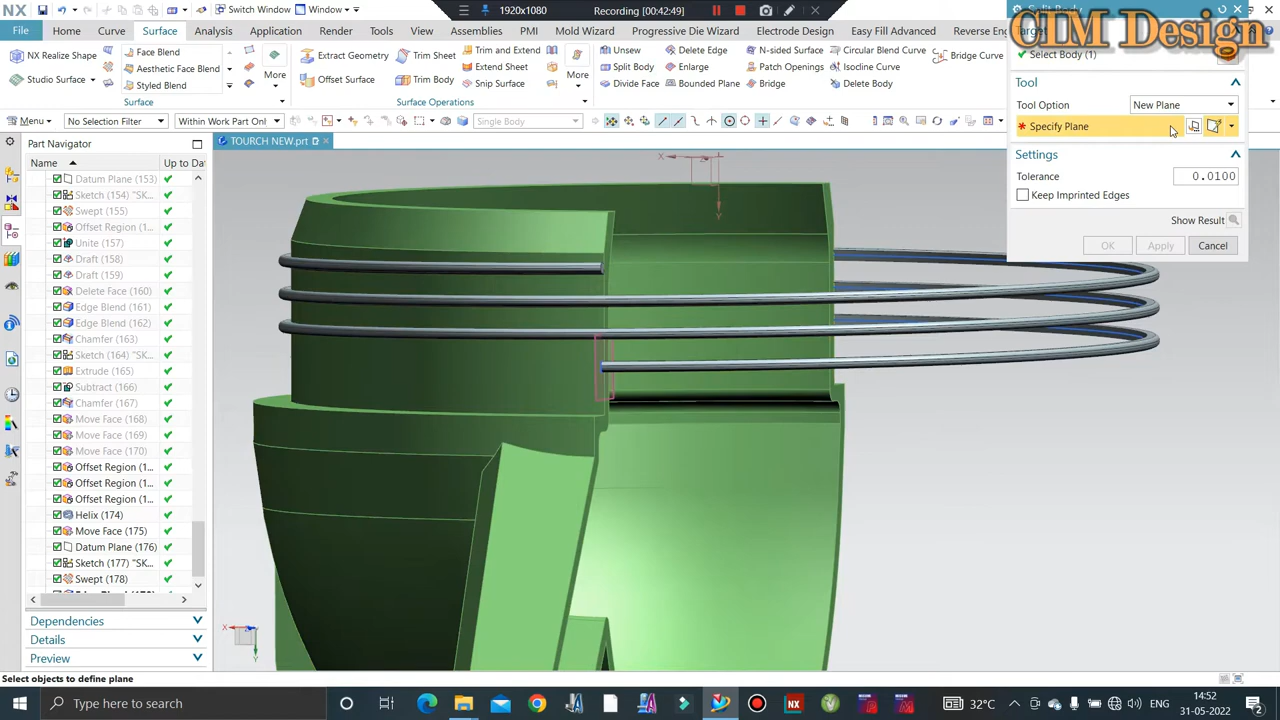 NX
Switch Window
Window
1920x1080
Recording [00:42:49]
Split Body
CIM Design
File
Home
Curve
Surface
Analysis
Application
Render
Tools
View
Assemblies
PMI
Mold Wizard
Progressive Die Wizard
Electrode Design
Easy Fill Advanced
Reverse Eng
Target
Select Body (1)
NX Realize Shape
Studio Surface
Face Blend
Aesthetic Face Blend
Styled Blend
More
Surface
Extract Geometry
Offset Surface
Trim Sheet
Trim Body
Trim and Extend
Extend Sheet
More
Unsew
Split Body
Divide Face
Delete Edge
Enlarge
Bounded Plane
N-sided Surface
Patch Openings
Bridge
Circular Blend Curve
Isocline Curve
Delete Body
Bridge Curve
Surface Operations
Tool
Tool Option
New Plane
Specify Plane
Settings
Tolerance
0.0100
Keep Imprinted Edges
Show Result
OK
Apply
Cancel
Menu
No Selection Filter
Within Work Part Onl
Single Body
Part Navigator
TOURCH NEW.prt
Name
Up to Da
Datum Plane (153)
Sketch (154) "SK...
Swept (155)
Offset Region (1...
Unite (157)
Draft (158)
Draft (159)
Delete Face (160)
Edge Blend (161)
Edge Blend (162)
Chamfer (163)
Sketch (164) "SK...
Extrude (165)
Subtract (166)
Chamfer (167)
Move Face (168)
Move Face (169)
Move Face (170)
Offset Region (1...
Offset Region (1...
Offset Region (1...
Helix (174)
Move Face (175)
Datum Plane (176)
Sketch (177) "SK...
Swept (178)
Dependencies
Details
Preview
X
Y
X
Y
Select objects to define plane
Type here to search
32°C
ENG
14:52
31-05-2022
2